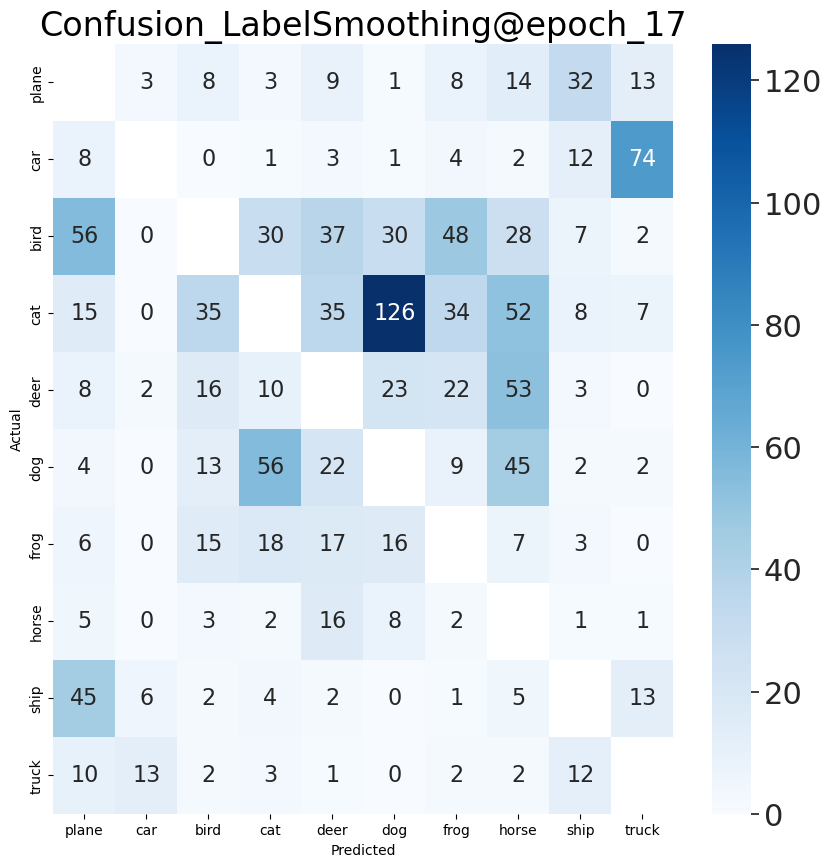 Confusion_LabelSmoothing@epoch_17
plane 3 8 3 9 1 8 14 32 13
car 8 0 1 3 1 4 2 12 74
bird 56 0 30 37 30 48 28 7 2
cat 15 0 35 35 126 34 52 8 7
deer 8 2 16 10 23 22 53 3 0
dog 4 0 13 56 22 9 45 2 2
frog 6 0 15 18 17 16 7 3 0
horse 5 0 3 2 16 8 2 1 1
ship 45 6 2 4 2 0 1 5 13
truck 10 13 2 3 1 0 2 2 12
Actual
plane car bird cat deer dog frog horse ship truck
Predicted
120
100
80
60
40
20
0